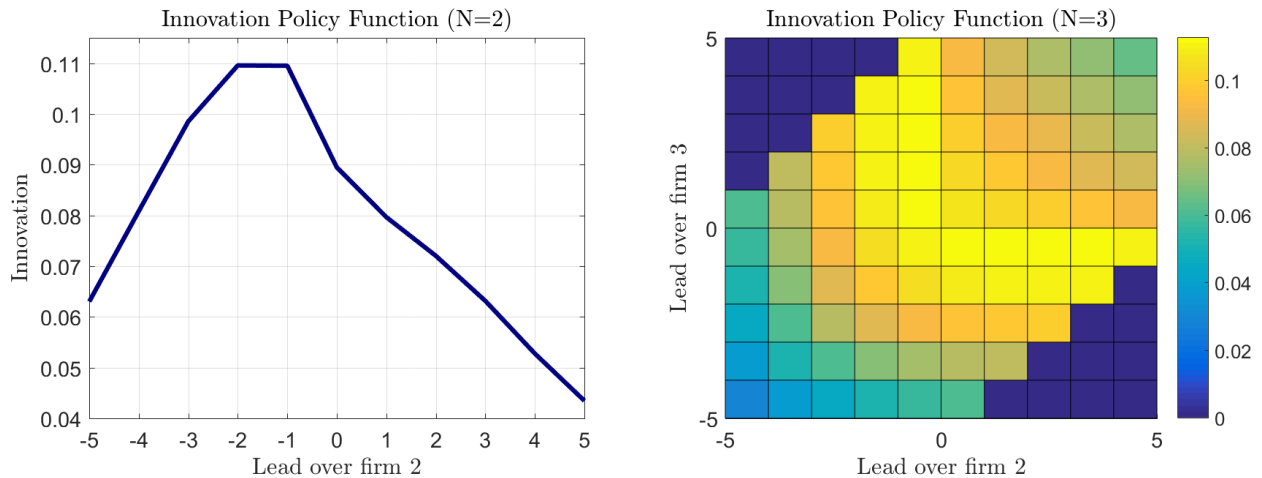 Innovation Policy Function (N=2)
0.11
0.1
0.09
0.08
0.07
0.06
0.05
0.04
Innovation
-5 -4 -3 -2 -1 0 1 2 3 4 5
Lead over firm 2
Innovation Policy Function (N=3)
5
0
-5
Lead over firm 3
-5 0 5
Lead over firm 2
0.1
0.08
0.06
0.04
0.02
0